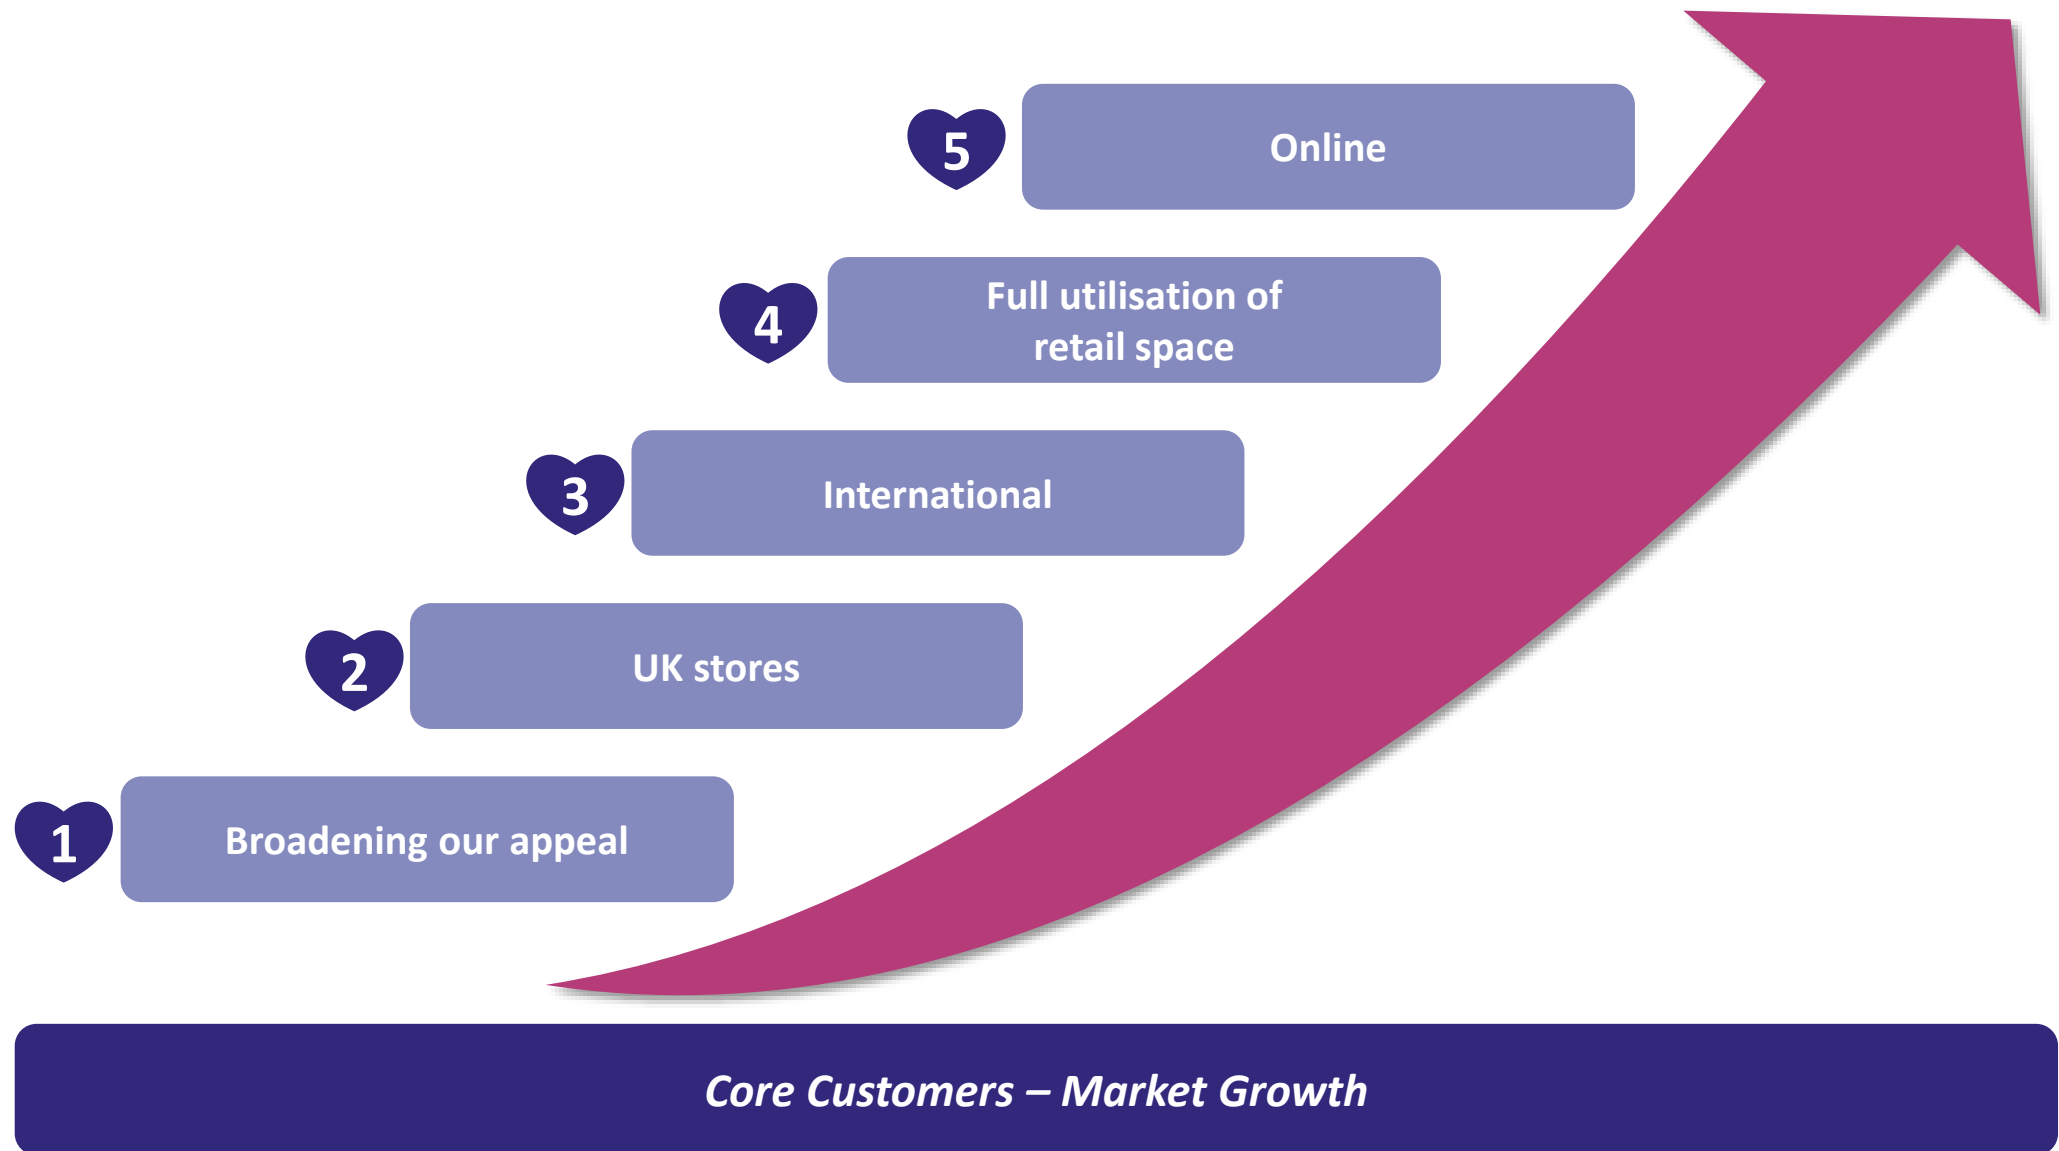 5
Online
4
Full utilisation of
retail space
3
International
2
UK stores
1
Broadening our appeal
Core Customers – Market Growth